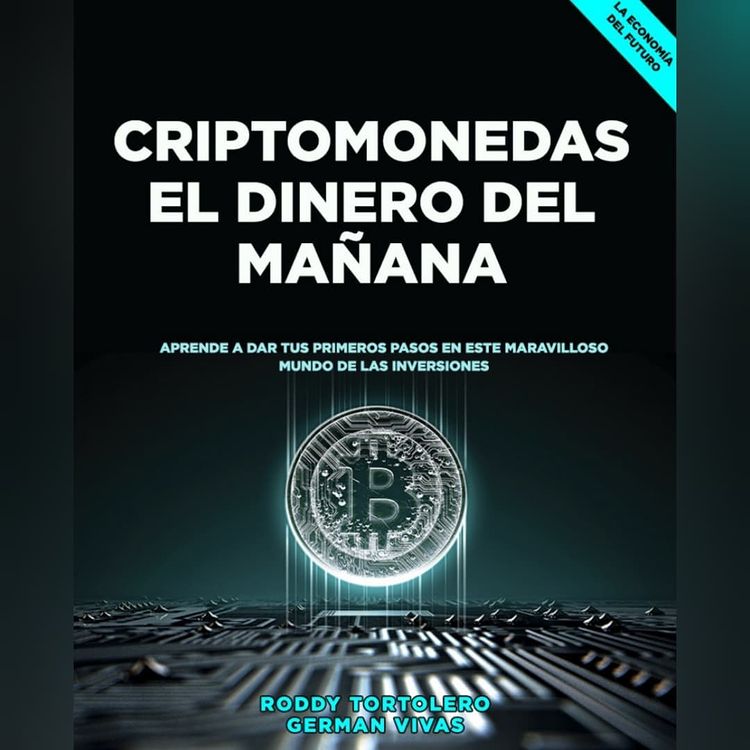 LA ECONOMÍA
DEL FUTURO
CRIPTOMONEDAS
EL DINERO DEL
MAÑANA
APRENDE A DAR TUS PRIMEROS PASOS EN ESTE MARAVILLOSO
MUNDO DE LAS INVERSIONES
B
RODDY TORTOLERO
GERMAN VIVAS